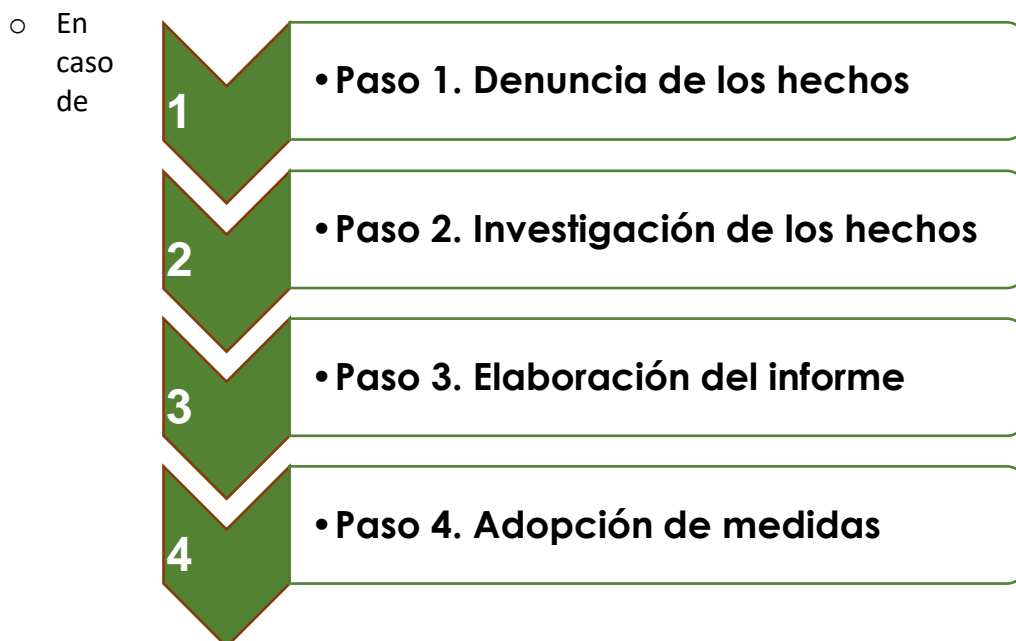 ○ En
caso
de
1
• Paso 1. Denuncia de los hechos
2
• Paso 2. Investigación de los hechos
3
• Paso 3. Elaboración del informe
4
• Paso 4. Adopción de medidas